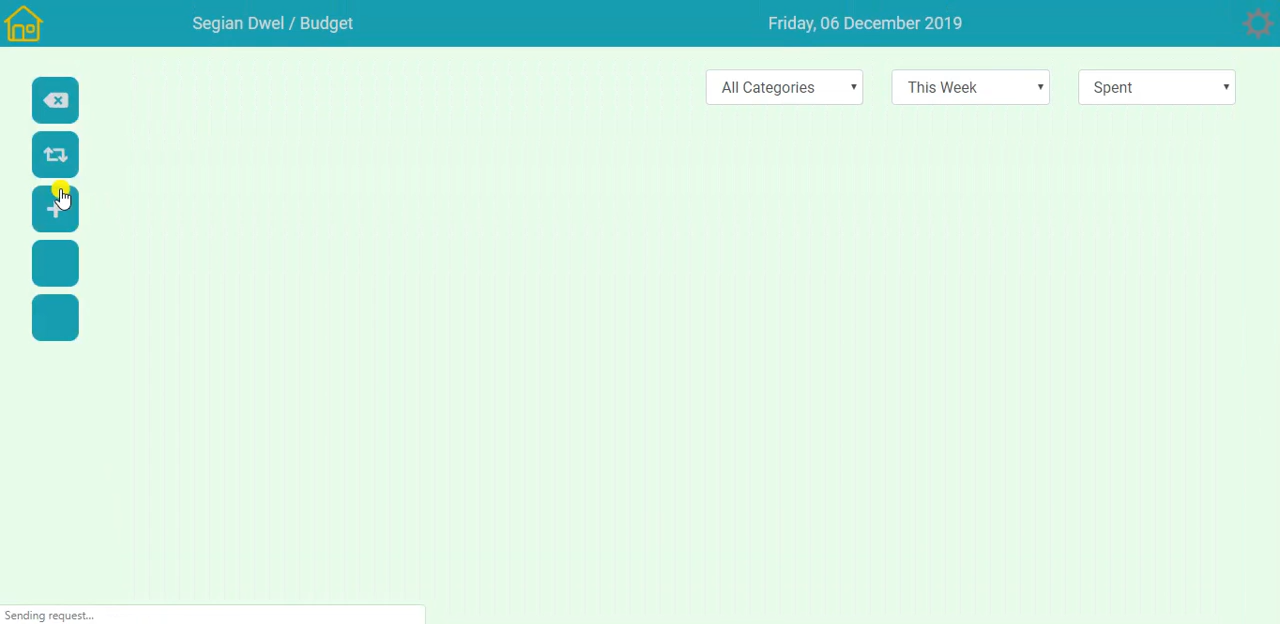 Segian Dwel / Budget
Friday, 06 December 2019
All Categories
This Week
Spent
Sending request...